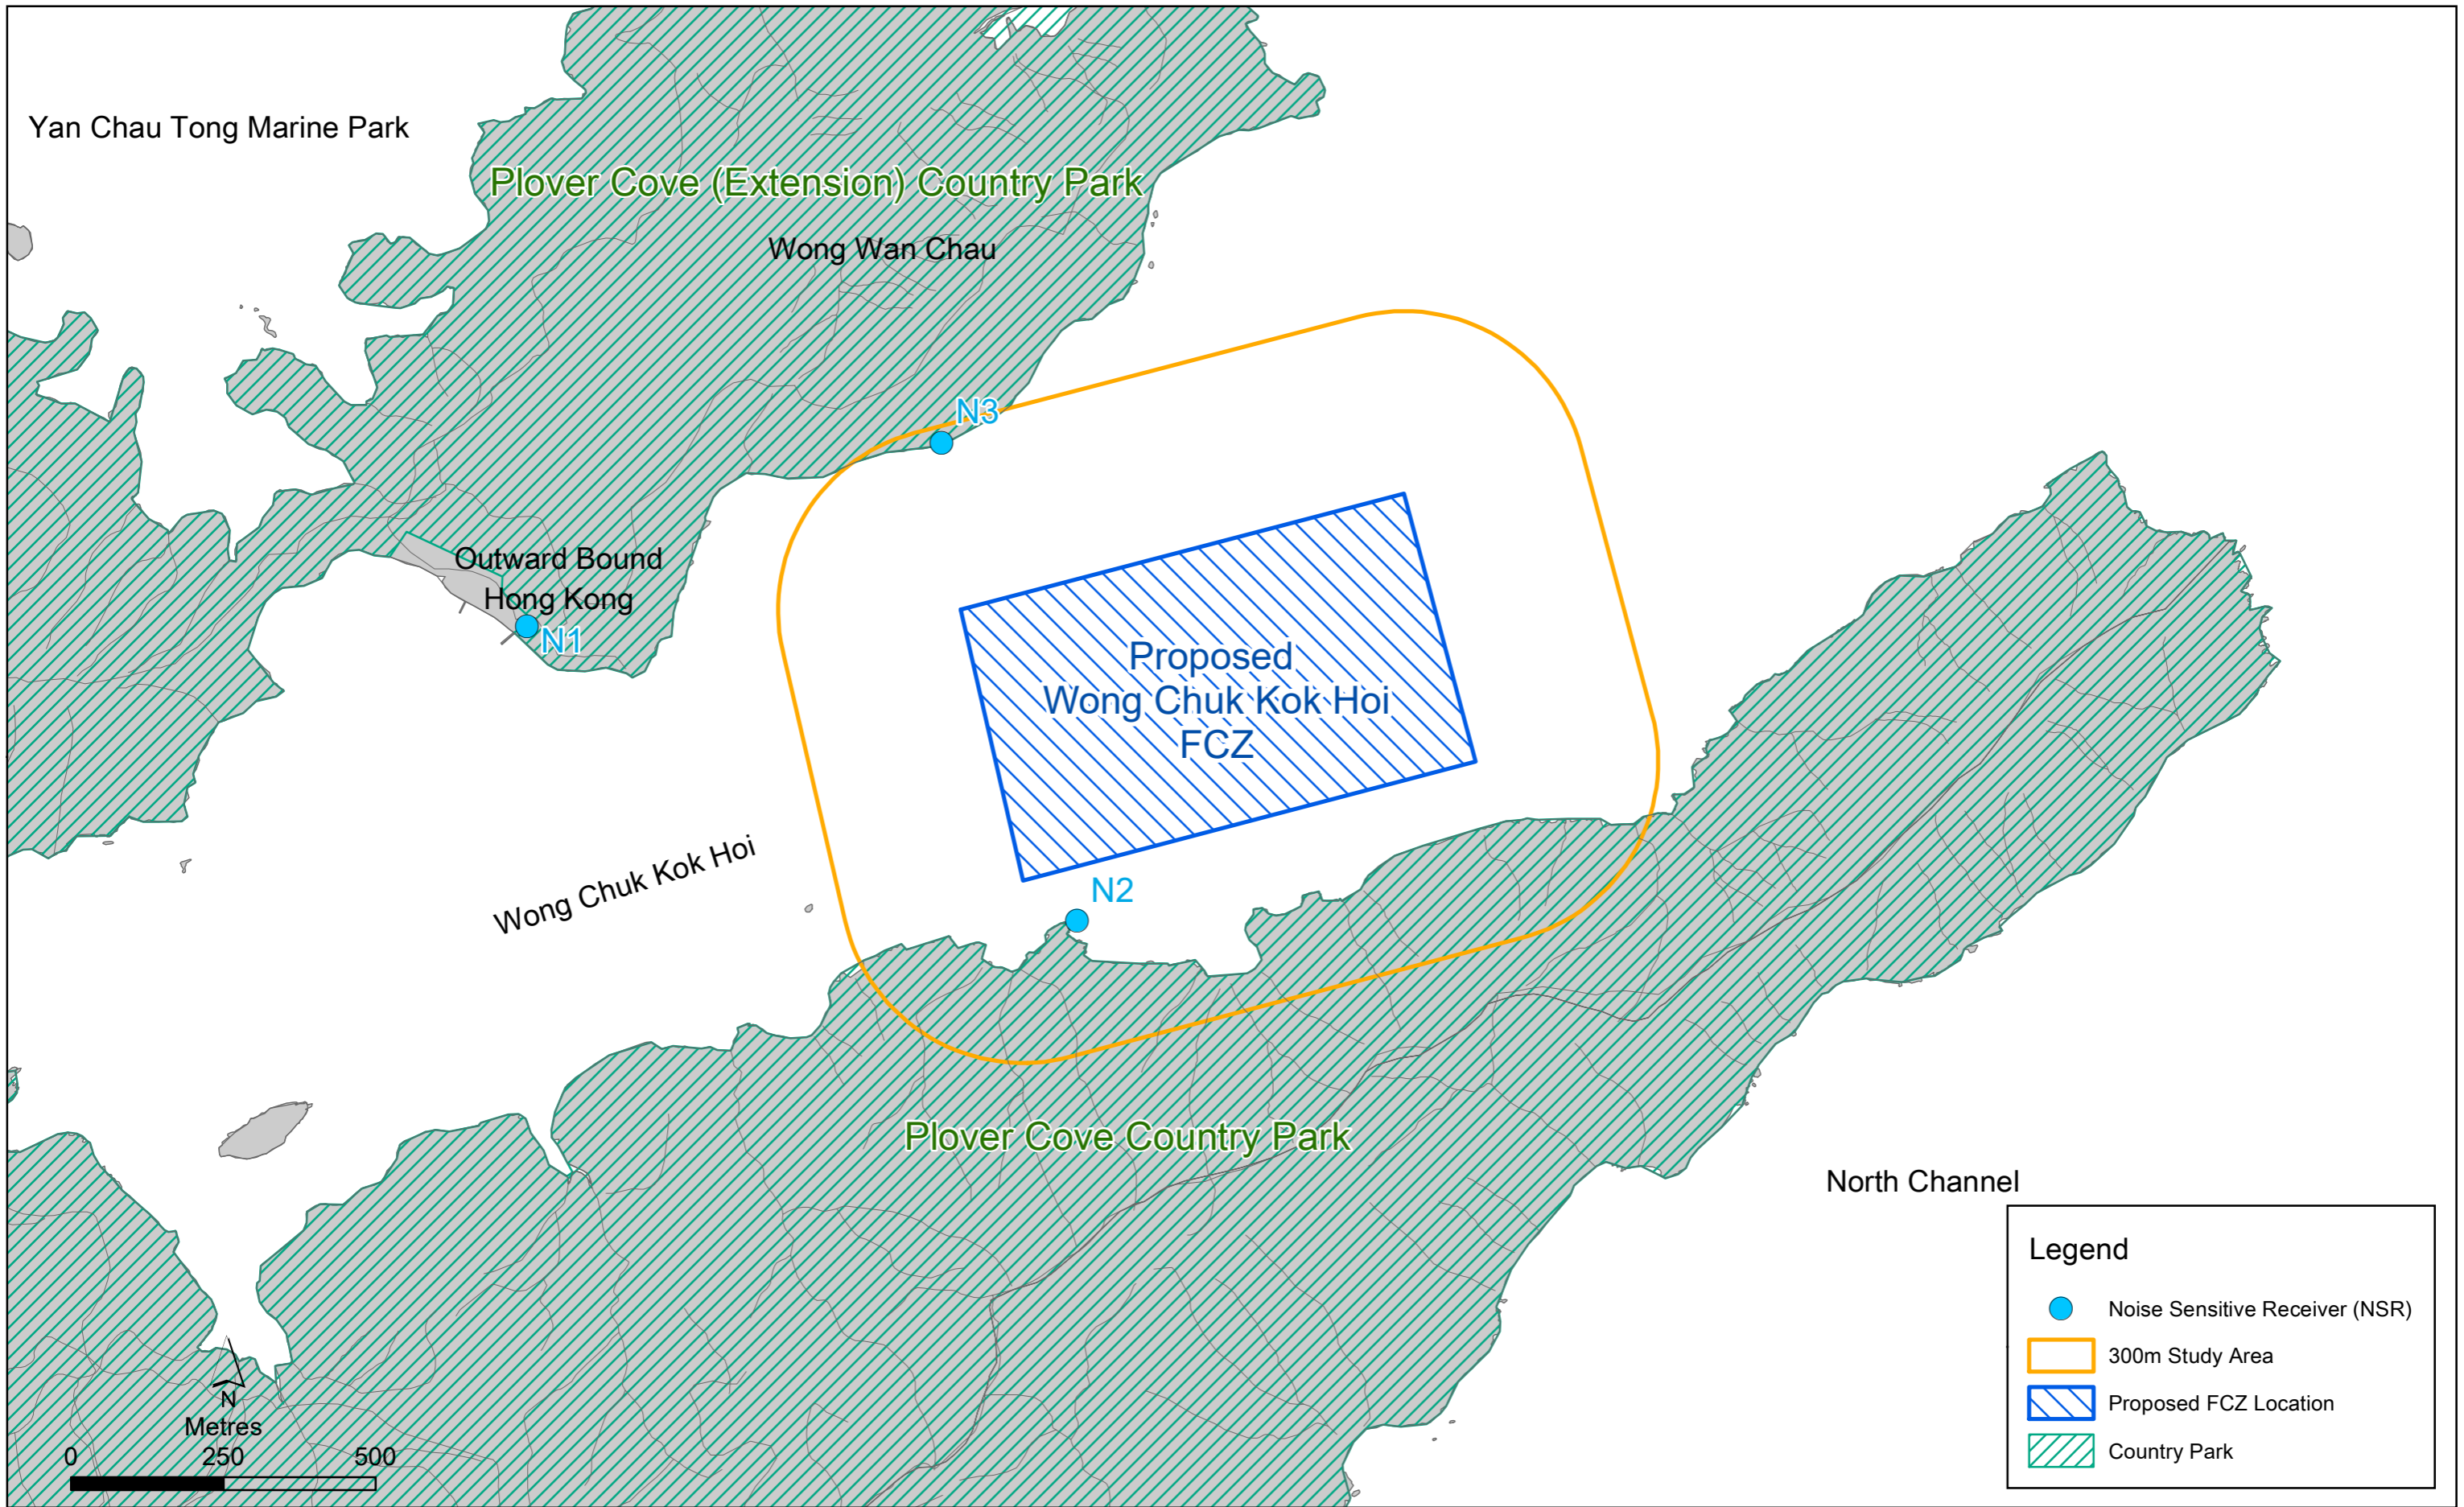 Yan Chau Tong Marine Park
Plover Cove (Extension) Country Park
Wong Wan Chau
N3
Outward Bound
Hong Kong
N1
Proposed
Wong Chuk Kok Hoi
FCZ
Wong Chuk Kok Hoi
N2
Plover Cove Country Park
North Channel
Legend
Noise Sensitive Receiver (NSR)
300m Study Area
Proposed FCZ Location
Country Park
N
Metres
0 250 500